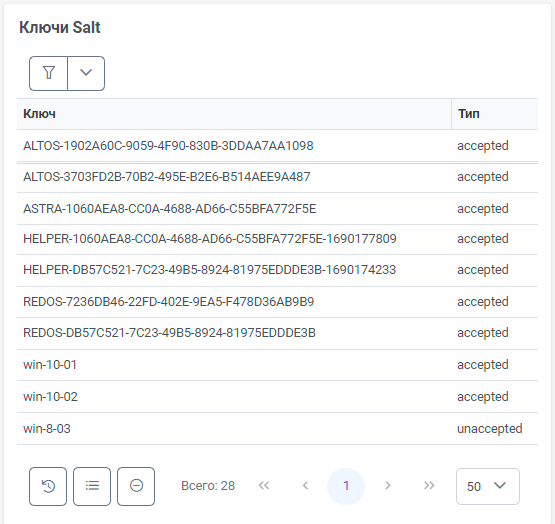 Ключи Salt
Ключ Тип
ALTOS-1902A60C-9059-4F90-830B-3DDAA7AA1098 accepted
ALTOS-3703FD2B-70B2-495E-B2E6-B514AEE9A487 accepted
ASTRA-1060AEA8-CC0A-4688-AD66-C55BFA772F5E accepted
HELPER-1060AEA8-CC0A-4688-AD66-C55BFA772F5E-1690177809 accepted
HELPER-DB57C521-7C23-49B5-8924-81975EDDDE3B-1690174233 accepted
REDOS-7236DB46-22FD-402E-9EA5-F478D36AB9B9 accepted
REDOS-DB57C521-7C23-49B5-8924-81975EDDDE3B accepted
win-10-01 accepted
win-10-02 accepted
win-8-03 unaccepted
Всего: 28 1 50